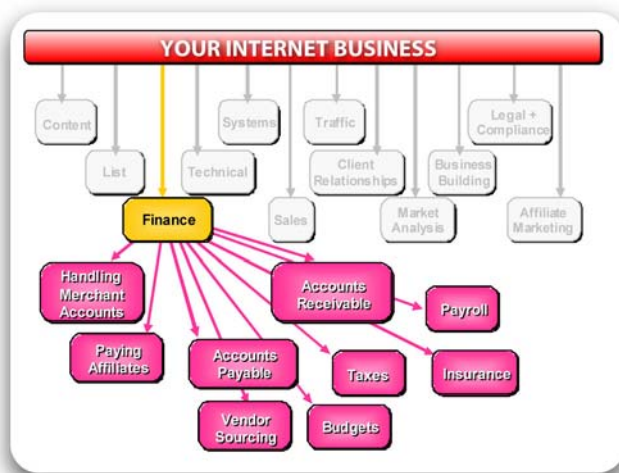 YOUR INTERNET BUSINESS
Content
Systems
Traffic
Legal +
Compliance
List
Technical
Client
Relationships
Business
Building
Finance
Sales
Market
Analysis
Affiliate
Marketing
Handling
Merchant
Accounts
Accounts
Receivable
Payroll
Paying
Affiliates
Accounts
Payable
Taxes
Insurance
Vendor
Sourcing
Budgets